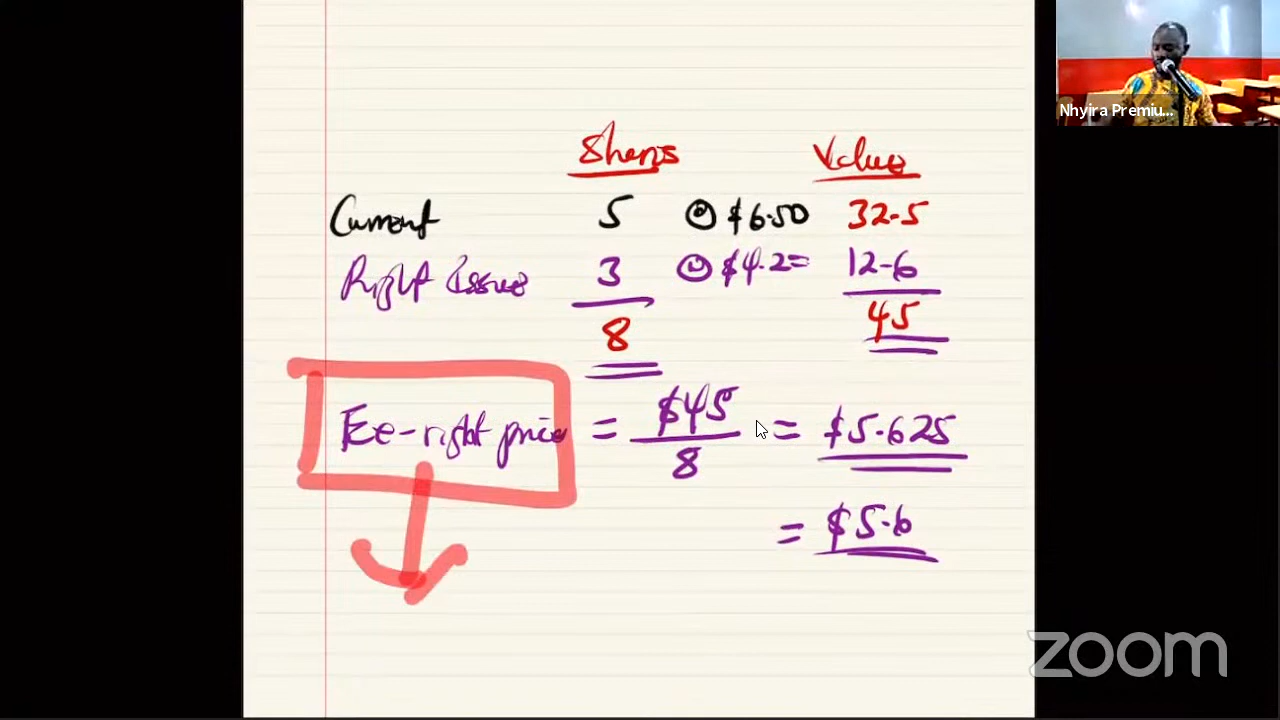 Nhyira Premiu...
Shares Value
Current 5 @ $6.50 32.5
Right Issue 3 @ $4.2= 12.6
8 45
Ex-right price = $45 / 8 = $5.625
= $5.6
zoom